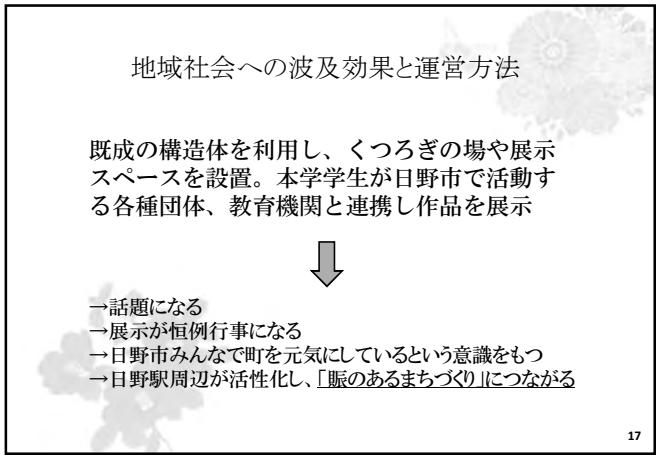 地域社会への波及効果と運営方法
既成の構造体を利用し、くつろぎの場や展示
スペースを設置。本学学生が日野市で活動す
る各種団体、教育機関と連携し作品を展示
→話題になる
→展示が恒例行事になる
→日野市みんなで町を元気にしているという意識をもつ
→日野駅周辺が活性化し、「賑のあるまちづくり」につながる
17